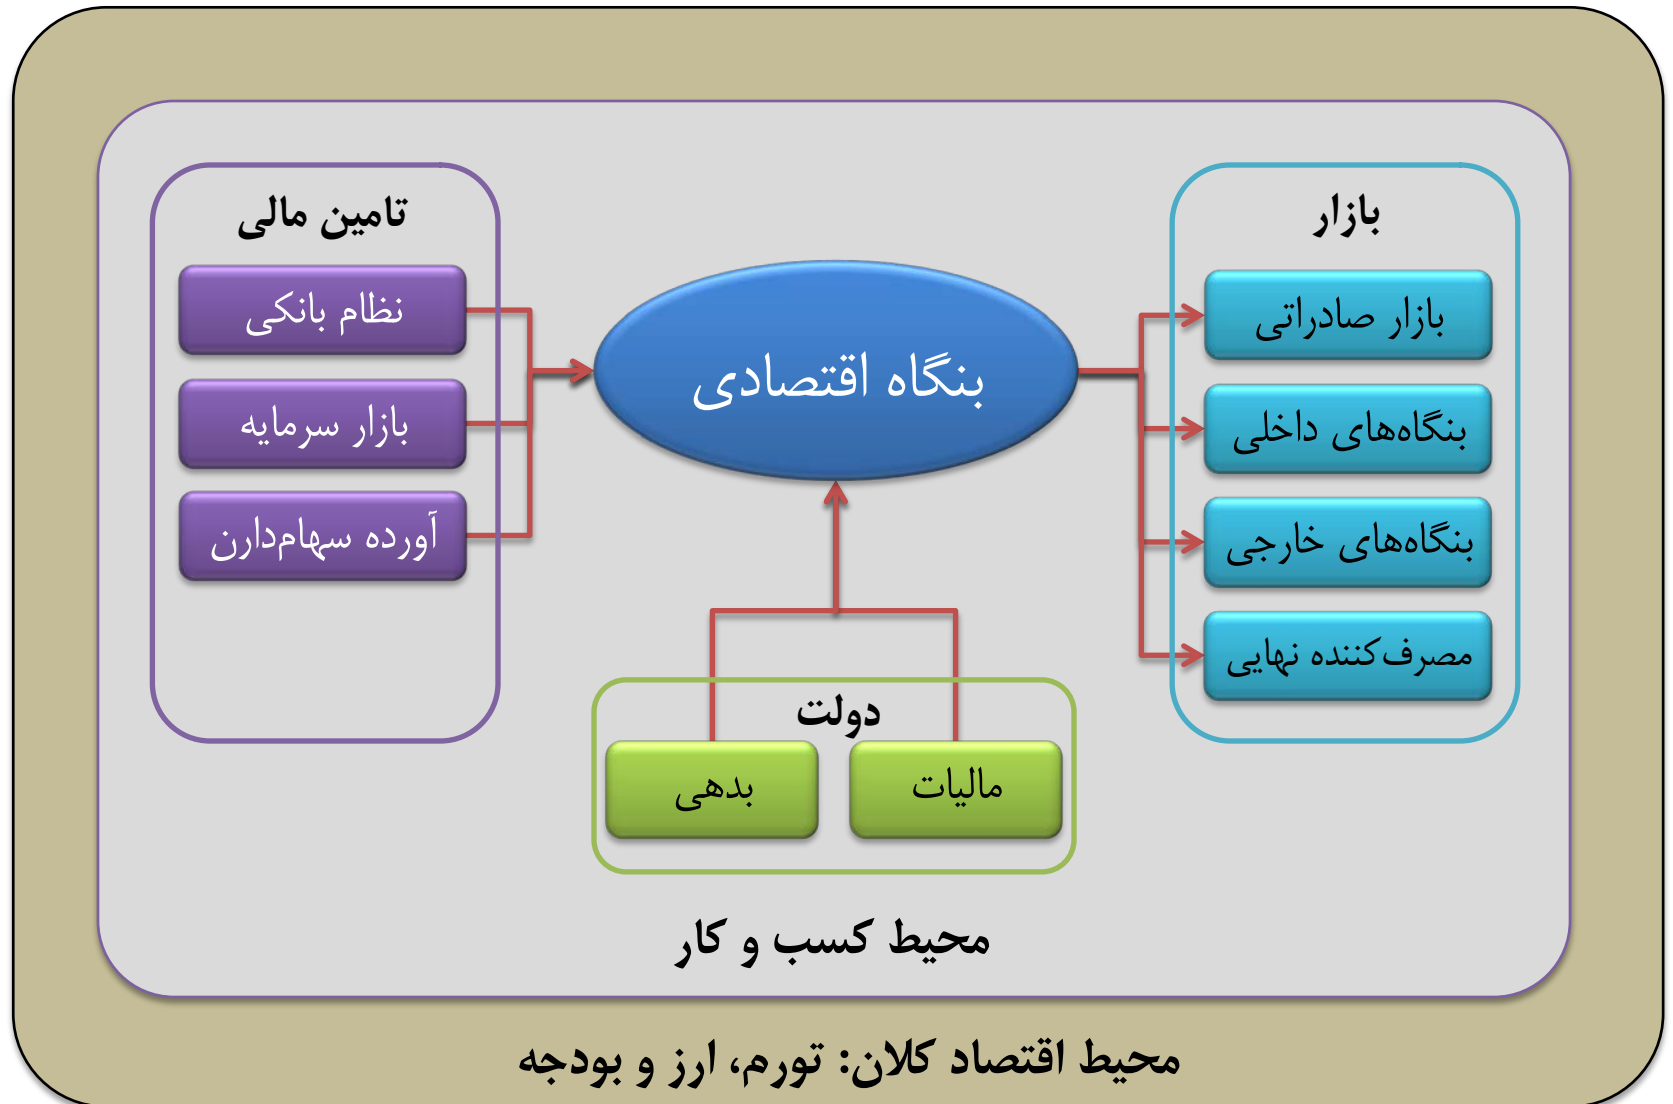 بازار
بازار صادراتی
بنگاه‌های داخلی
بنگاه‌های خارجی
مصرف‌کننده نهایی
بنگاه اقتصادی
تامین مالی
نظام بانکی
بازار سرمایه
آورده سهام‌دارن
دولت
مالیات
بدهی
محیط کسب و کار
محیط اقتصاد کلان: تورم، ارز و بودجه